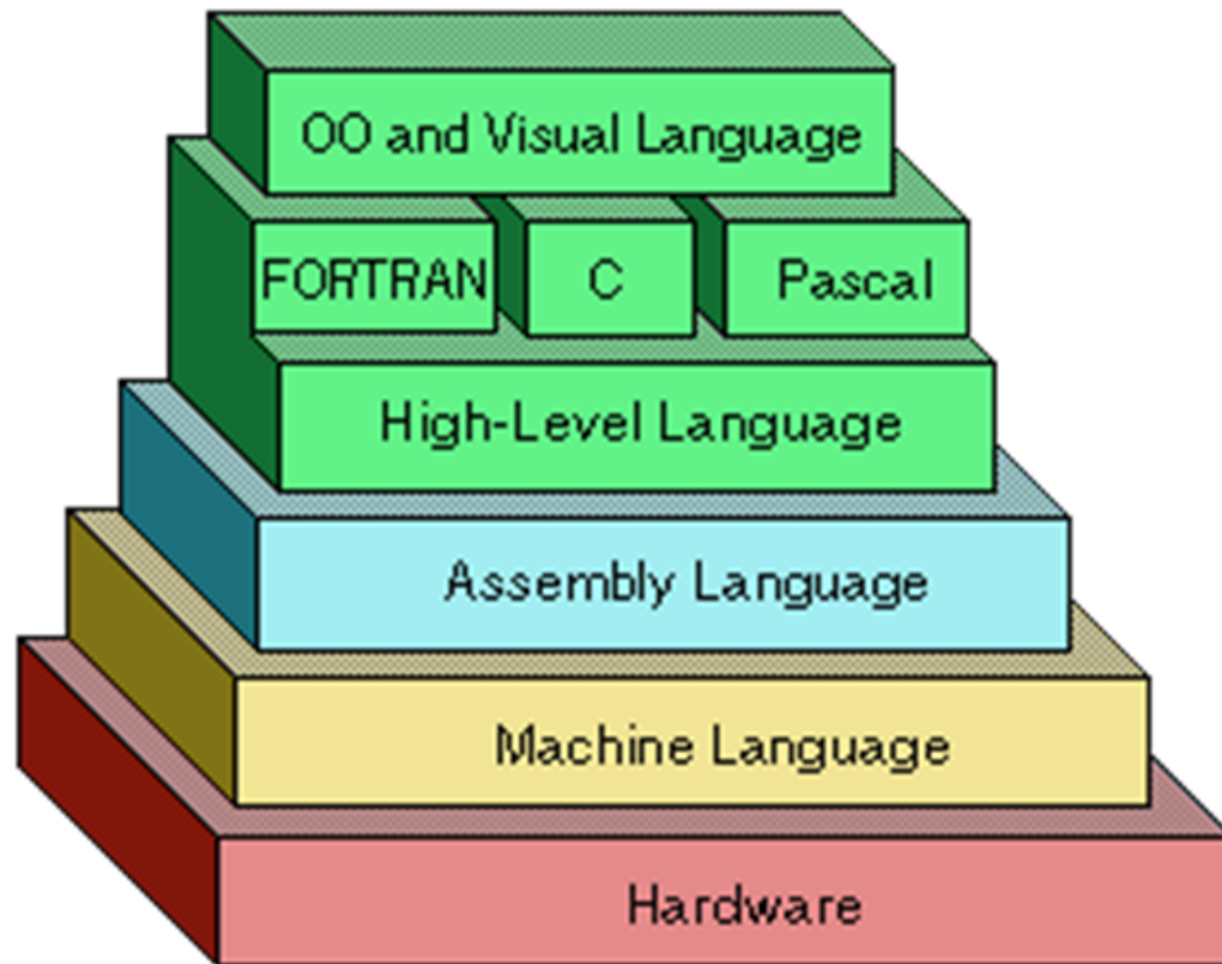 OO and Visual Language
FORTRAN C Pascal
High-Level Language
Assembly Language
Machine Language
Hardware